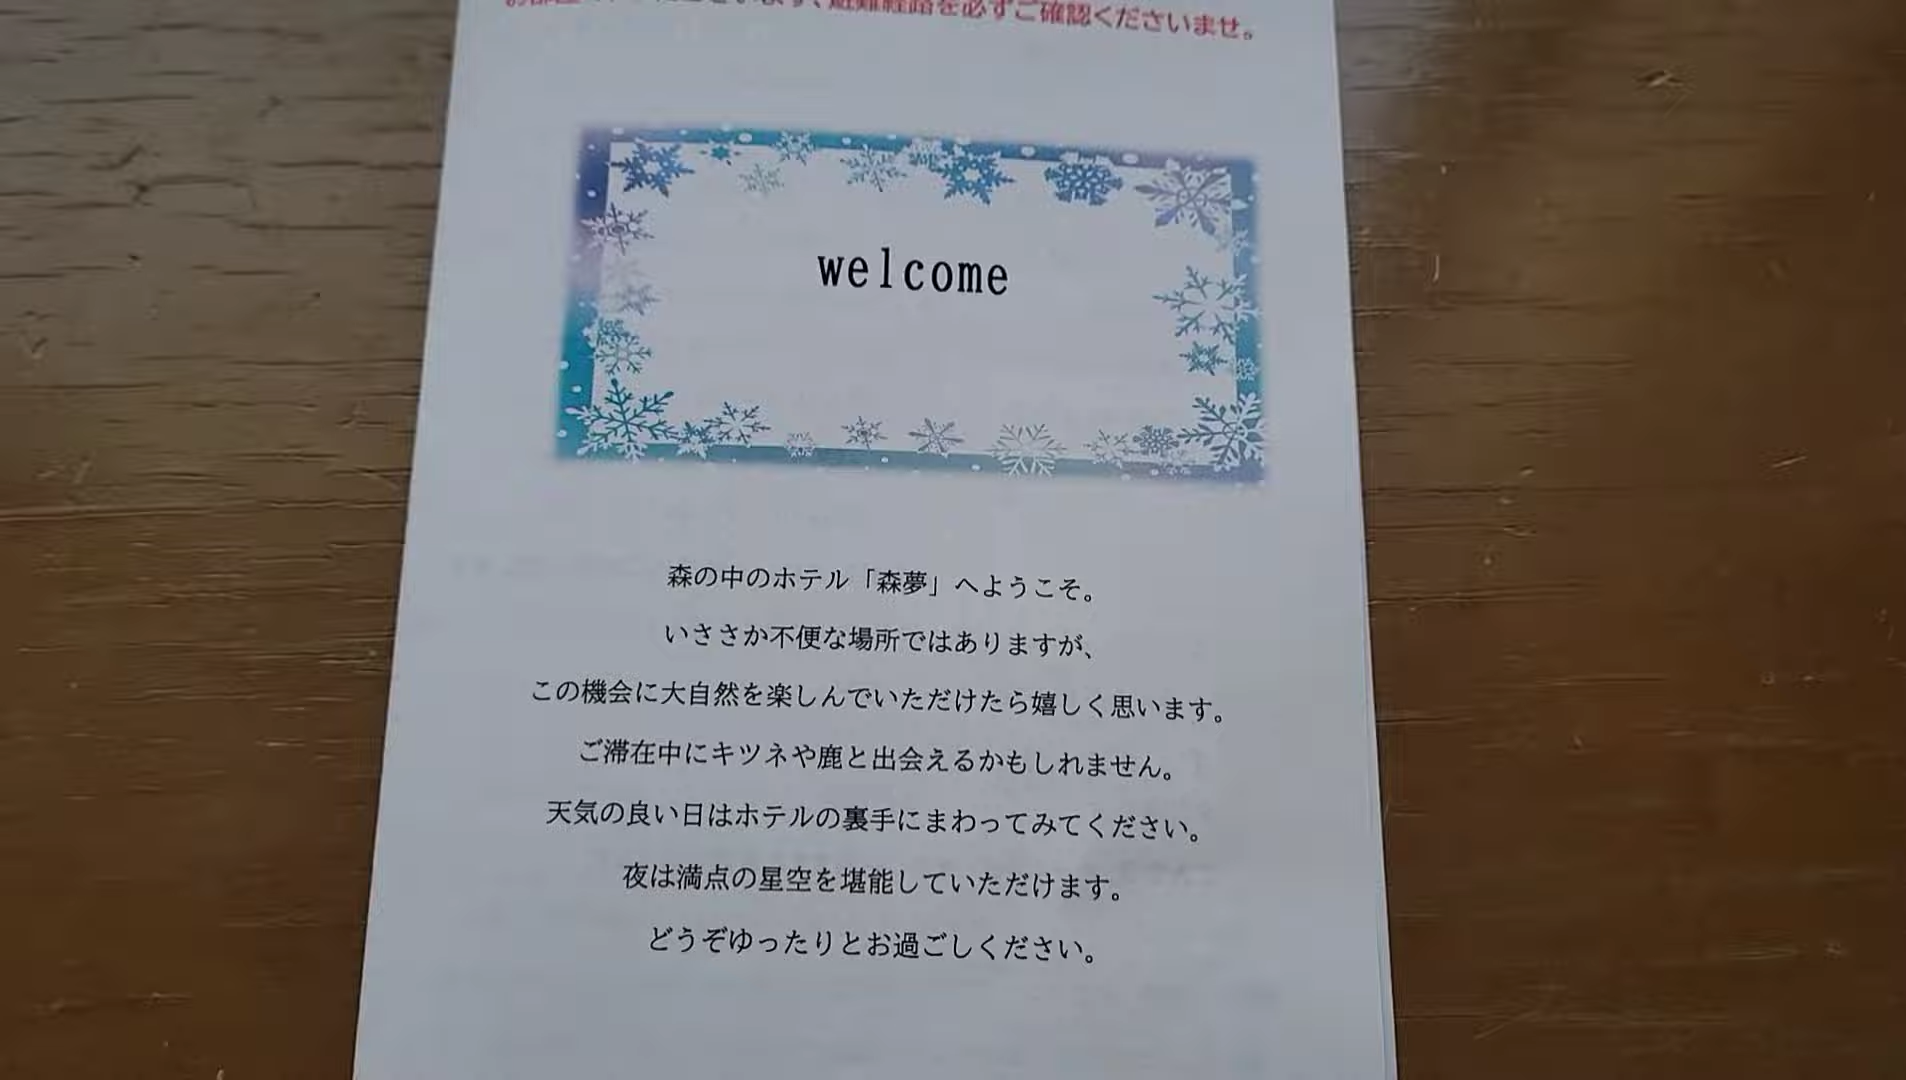 避難経路を必ずご確認くださいませ。
welcome
森の中のホテル「森夢」へようこそ。
いささか不便な場所ではありますが、
この機会に大自然を楽しんでいただけたら嬉しく思います。
ご滞在中にキツネや鹿と出会えるかもしれません。
天気の良い日はホテルの裏手にまわってみてください。
夜は満点の星空を堪能していただけます。
どうぞゆったりとお過ごしください。